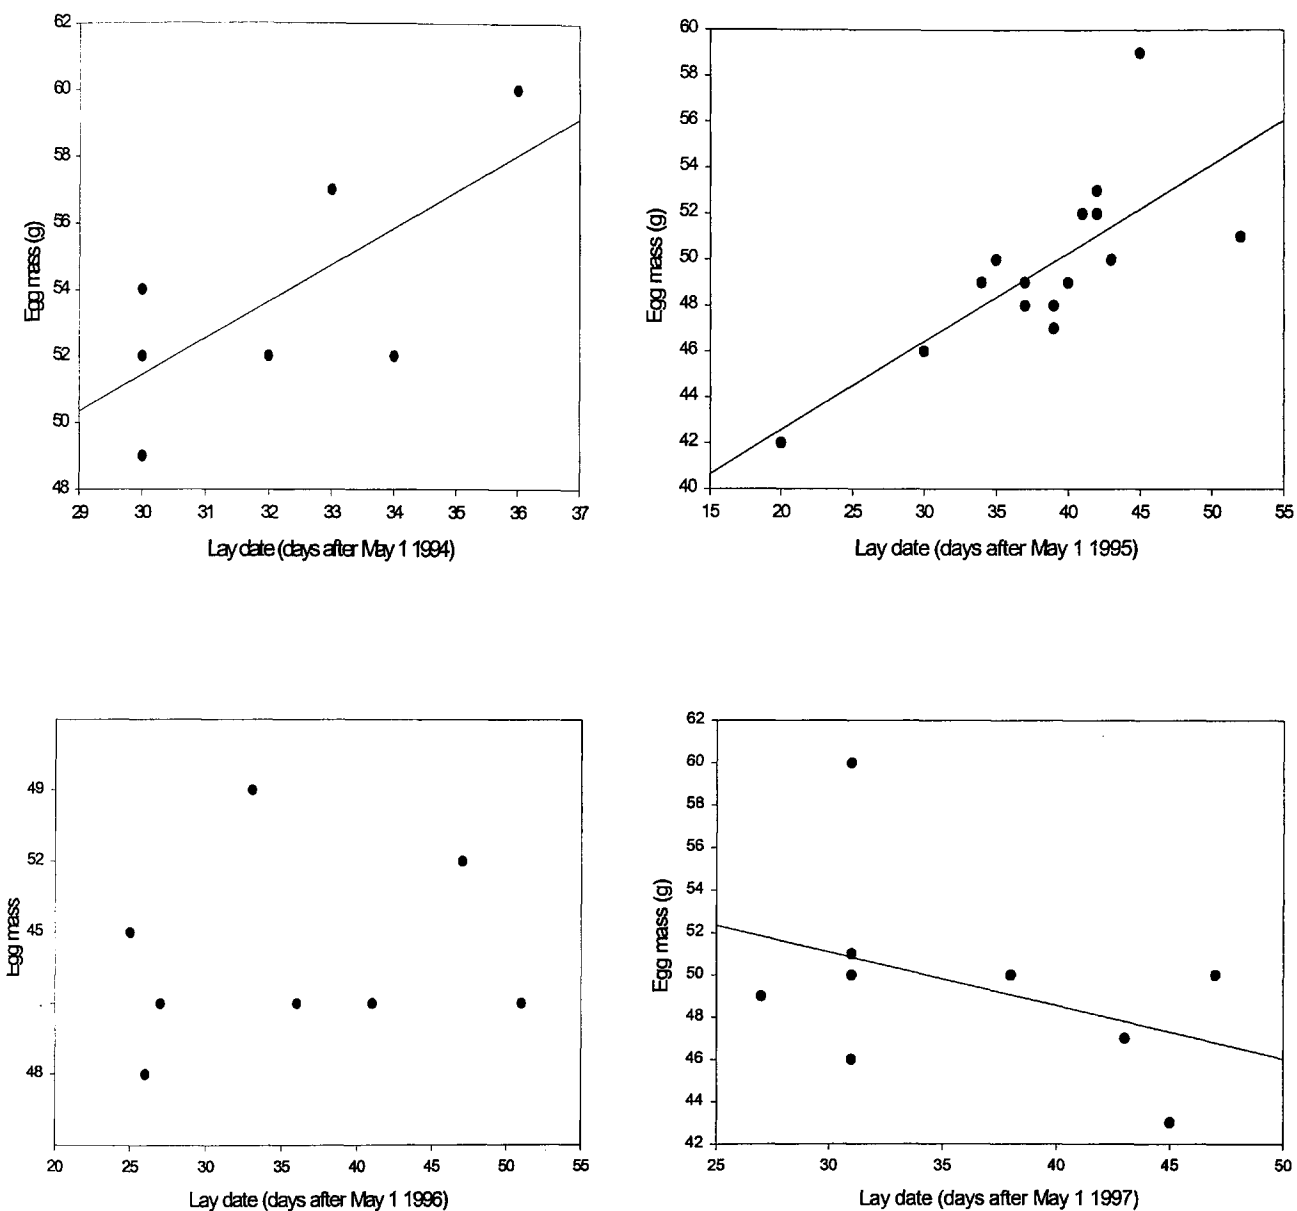 62
60
58
56
54
52
50
48
Egg mass (g)
29 30 31 32 33 34 35 36 37
Lay date (days after May 1 1994)
60
58
56
54
52
50
48
46
44
42
40
Egg mass (g)
15 20 25 30 35 40 45 50 55
Lay date (days after May 1 1995)
49
52
45
-
48
Egg mass
20 25 30 35 40 45 50 55
Lay date (days after May 1 1996)
62
60
58
56
54
52
50
48
46
44
42
Egg mass (g)
25 30 35 40 45 50
Lay date (days after May 1 1997)